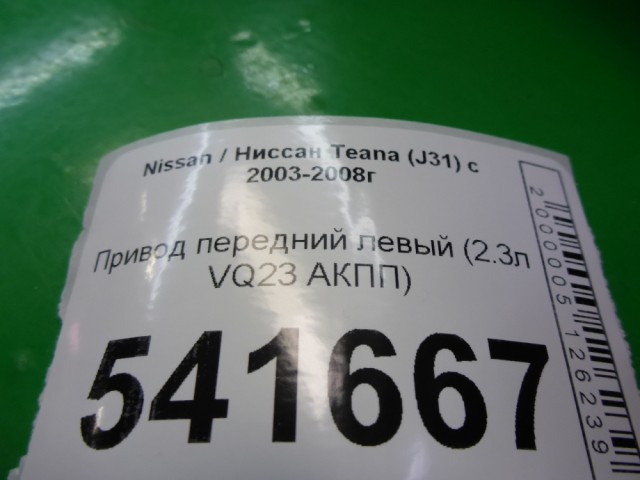 Nissan / Ниссан Teana (J31) с
2003-2008г
Привод передний левый (2.3л
VQ23 АКПП)
541667
2000005126239